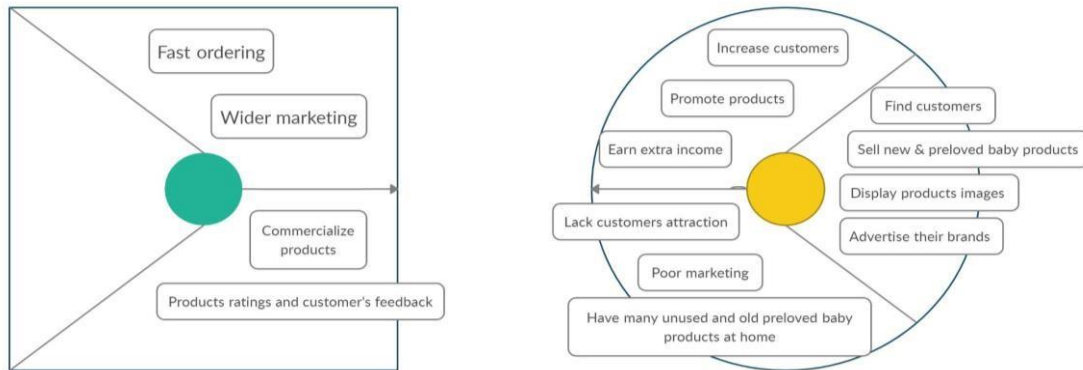 Fast ordering
Wider marketing
Commercialize
products
Products ratings and customer's feedback
Increase customers
Promote products
Earn extra income
Find customers
Sell new & preloved baby products
Display products images
Advertise their brands
Lack customers attraction
Poor marketing
Have many unused and old preloved baby
products at home